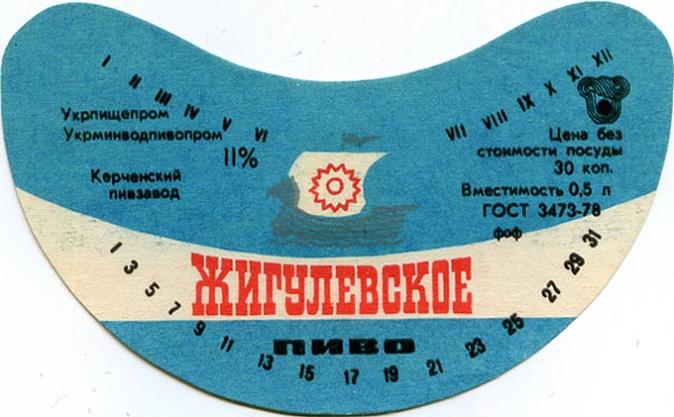 I II III IV V VI
VII VIII IX X XI XII
Укрпищепром
Укрминводпивопром
11%
Керченский
пивзавод
Цена без
стоимости посуды
30 коп.
Вместимость 0,5 л
ГОСТ 3473-78
фоф
ЖИГУЛЕВСКОЕ
ПИВО
1 3 5 7 9 11 13 15 17 19 21 23 25 27 29 31